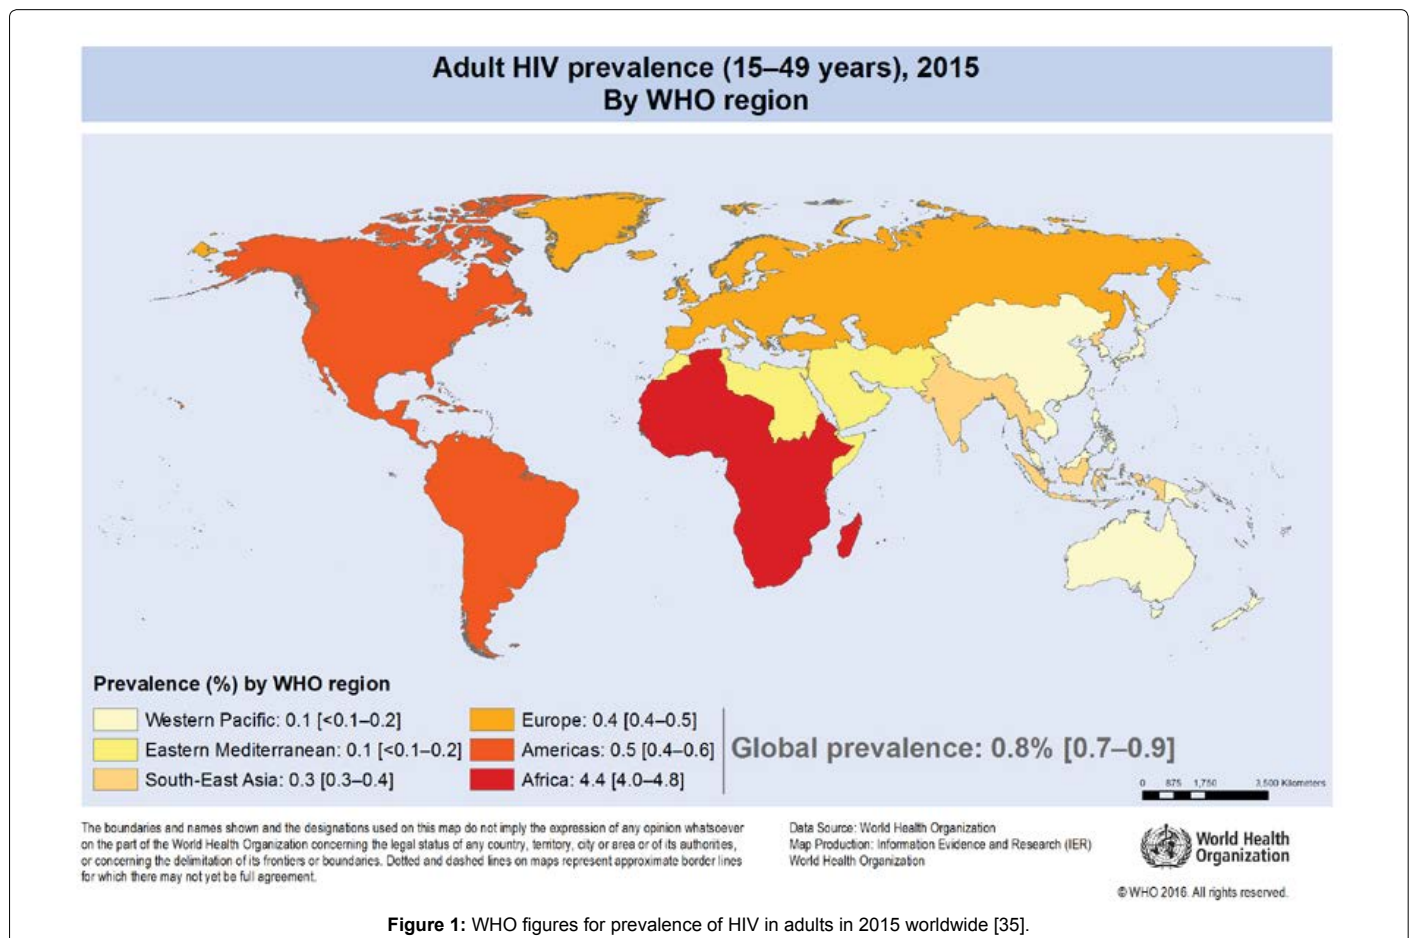 Adult HIV prevalence (15–49 years), 2015
By WHO region
Prevalence (%) by WHO region
Western Pacific: 0.1 [<0.1–0.2]
Eastern Mediterranean: 0.1 [<0.1–0.2]
South-East Asia: 0.3 [0.3–0.4]
Europe: 0.4 [0.4–0.5]
Americas: 0.5 [0.4–0.6]
Africa: 4.4 [4.0–4.8]
Global prevalence: 0.8% [0.7–0.9]
0 875 1,750 3,500 Kilometers
The boundaries and names shown and the designations used on this map do not imply the expression of any opinion whatsoever
on the part of the World Health Organization concerning the legal status of any country, territory, city or area or of its authorities,
or concerning the delimitation of its frontiers or boundaries. Dotted and dashed lines on maps represent approximate border lines
for which there may not yet be full agreement.
Data Source: World Health Organization
Map Production: Information Evidence and Research (IER)
World Health Organization
World Health
Organization
© WHO 2016. All rights reserved.
Figure 1: WHO figures for prevalence of HIV in adults in 2015 worldwide [35].